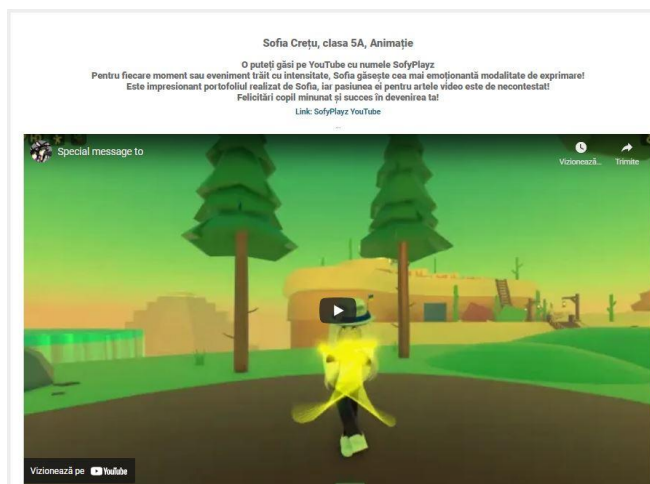 Sofia Crețu, clasa 5A, Animație
O puteți găsi pe YouTube cu numele SofyPlayz
Pentru fiecare moment sau eveniment trăit cu intensitate, Sofia găsește cea mai emoționantă modalitate de exprimare!
Este impresionant portofoliul realizat de Sofia, iar pasiunea ei pentru artele video este de necontestat!
Felicitări copil minunat și succes în devenirea ta!
Link: SofyPlayz YouTube
Special message to
Vizionează...
Trimite
Vizionează pe YouTube